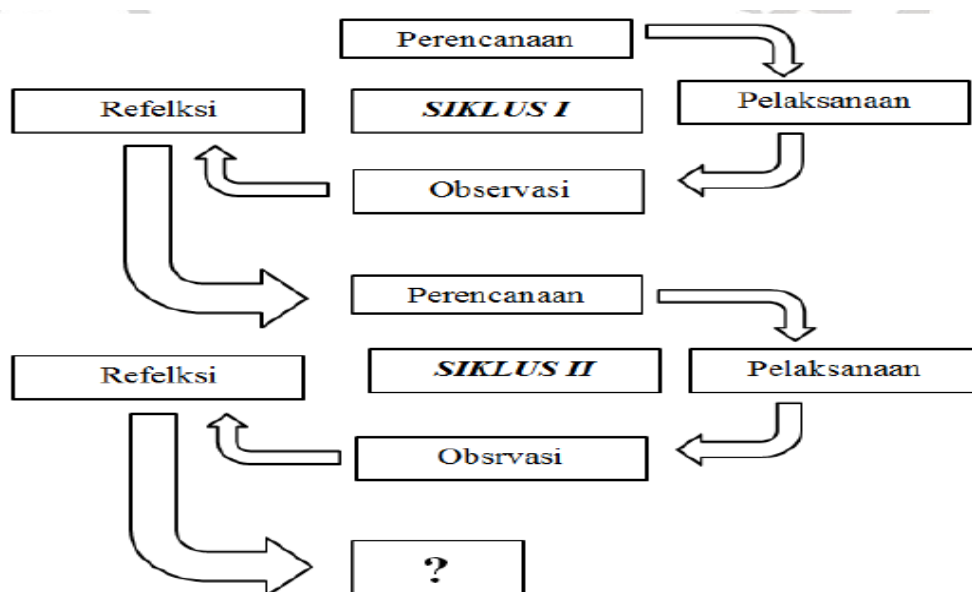 Perencanaan
Pelaksanaan
Refelksi
SIKLUS I
Observasi
Perencanaan
Pelaksanaan
Refelksi
SIKLUS II
Obsrvasi
?